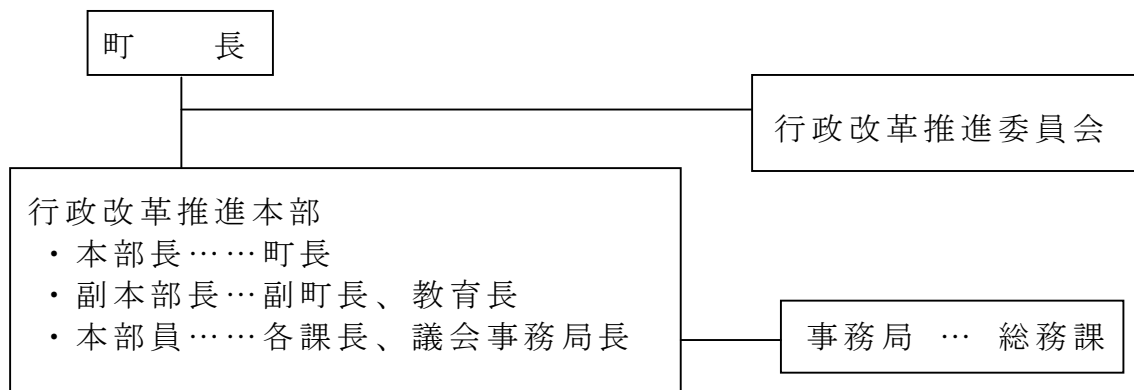 町　　長
行政改革推進委員会
行政改革推進本部
・本部長……町長
・副本部長…副町長、教育長
・本部員……各課長、議会事務局長
事務局　…　総務課